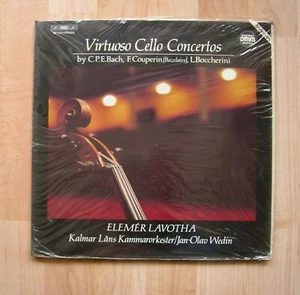 Virtuoso Cello Concertos
by C.P.E. Bach, F. Couperin [Bazelaire], L. Boccherini
ELEMÉR LAVOTHA
Kalmar Läns Kammarorkester/Jan-Olav Wedin